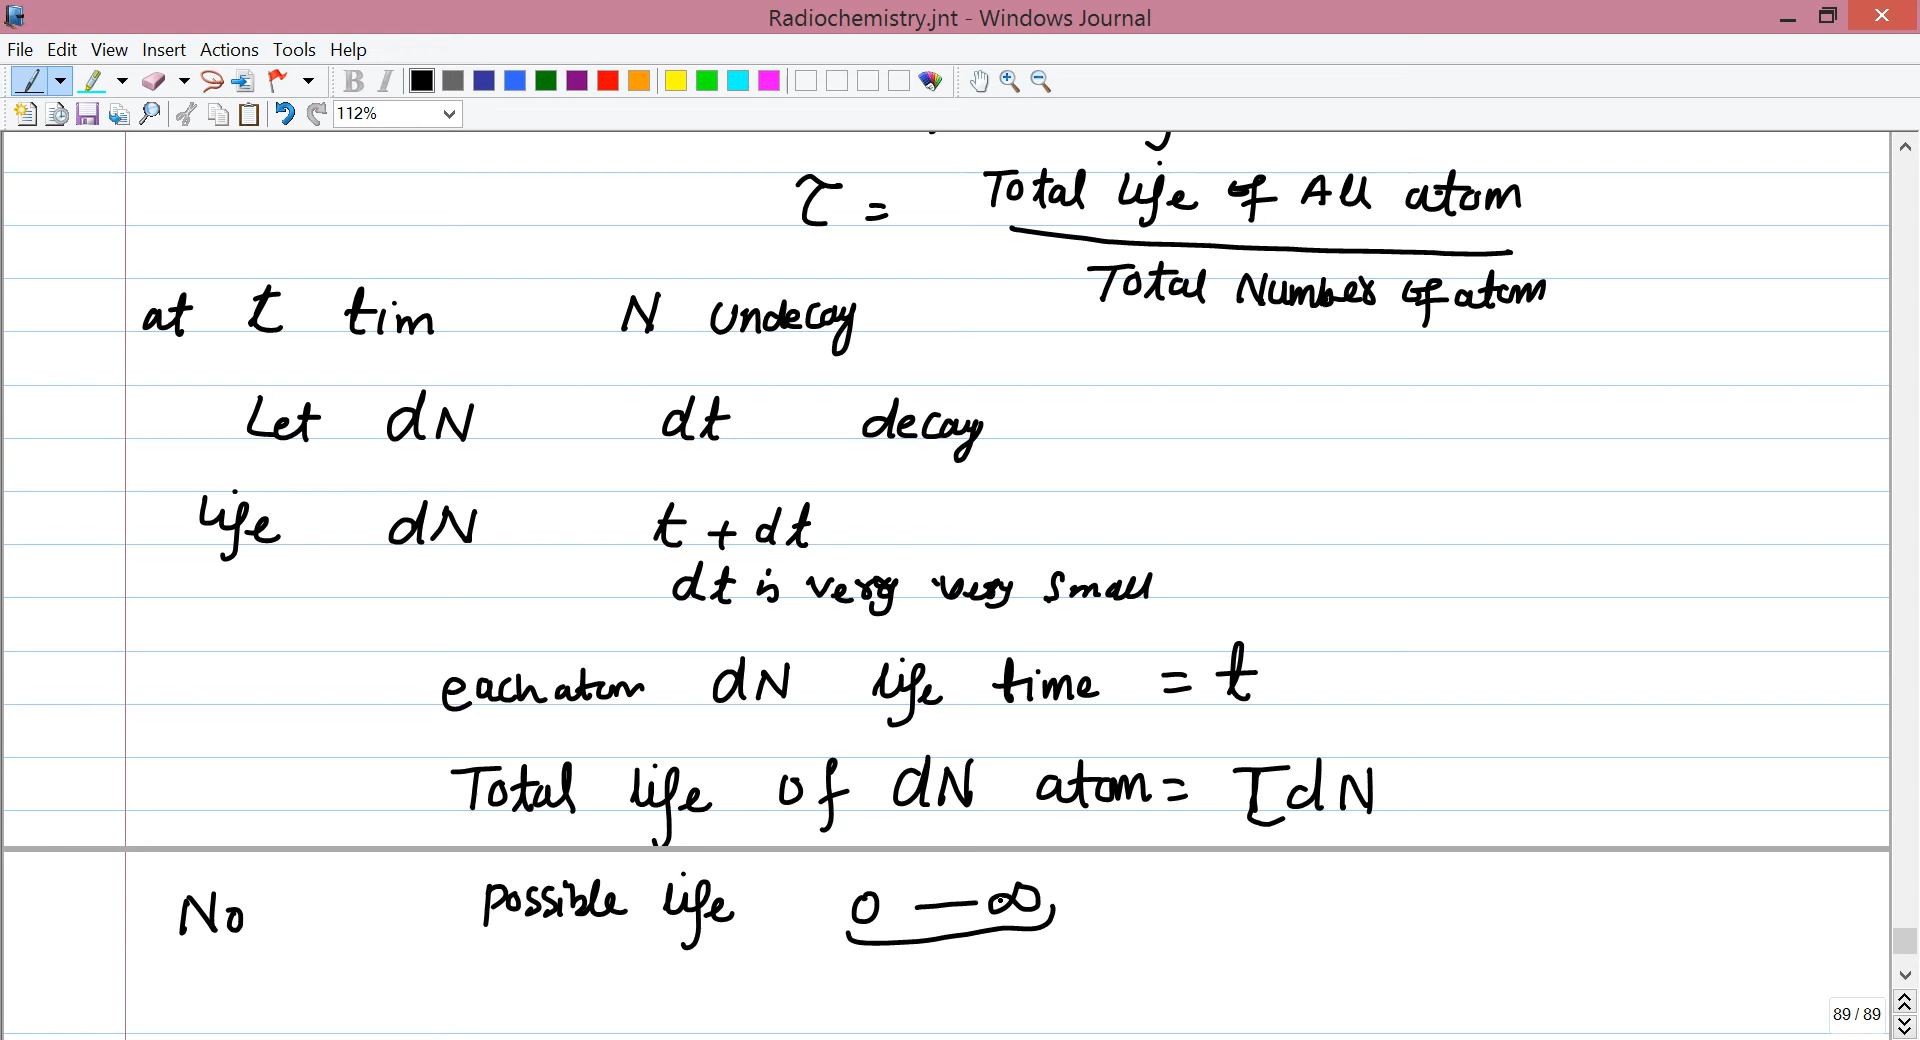 Radiochemistry.jnt - Windows Journal
File Edit View Insert Actions Tools Help
B I
112%
τ = Total life of All atom
Total Number of atom
at t tim N undecay
Let dN dt decay
life dN t + dt
dt is very very small
each atom dN life time = t
Total life of dN atom = t dN
No possible life 0 — ∞
89 / 89